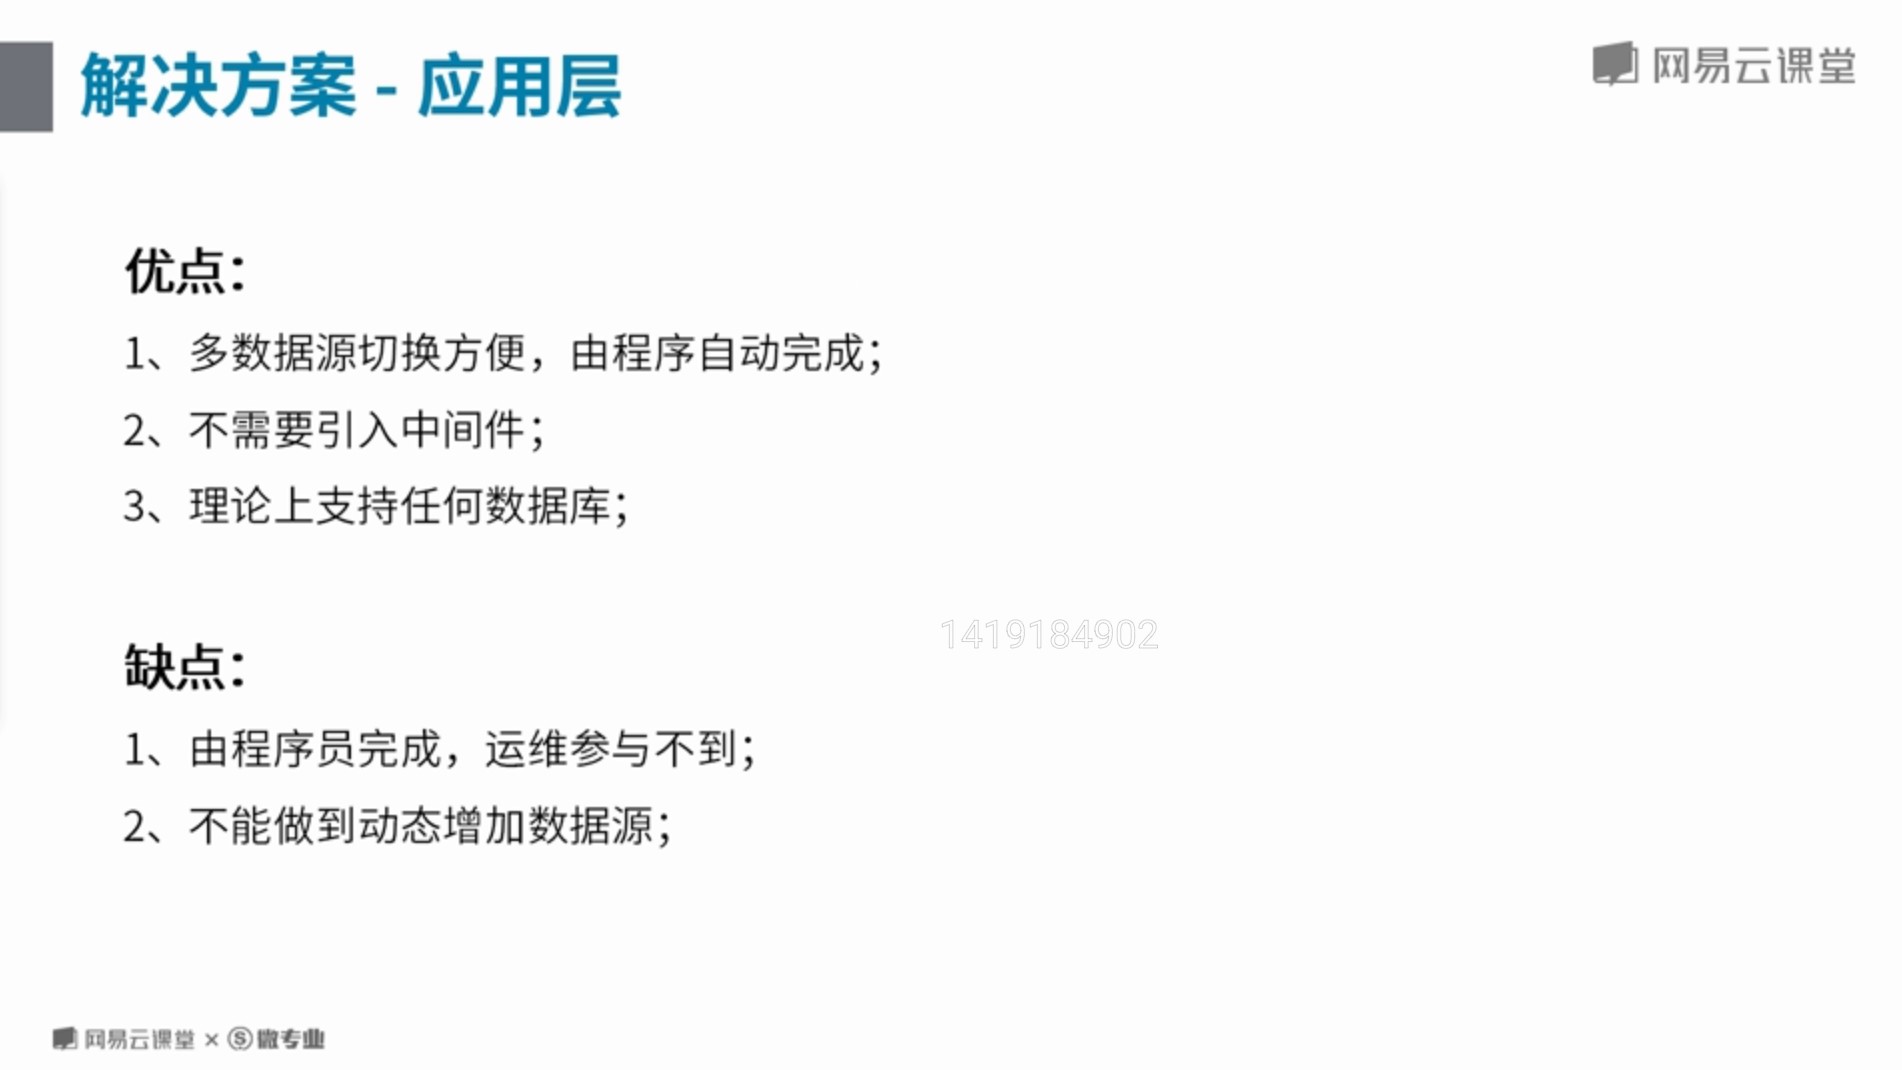 解决方案 - 应用层
网易云课堂
优点：
1、多数据源切换方便，由程序自动完成；
2、不需要引入中间件；
3、理论上支持任何数据库；
1419184902
缺点：
1、由程序员完成，运维参与不到；
2、不能做到动态增加数据源；
网易云课堂 × Ⓢ微专业